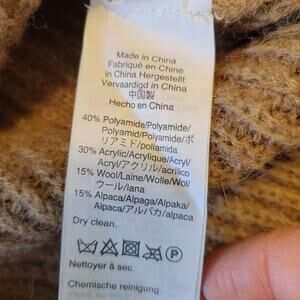 Made in China
Fabriqué en Chine
in China Hergestellt
Vervaardigd in China
中国製
Hecho en China
40% Polyamide/Polyamide/
Polyamid/Polyamide/ポ
リアミド/poliamida
30% Acrylic/Acrylique/Acryl/
Acryl/アクリル/acrilico
15% Wool/Laine/Wolle/Wol/
ウール/lana
15% Alpaca/Alpaga/Alpaka/
Alpaca/アルパカ/alpaca
Dry clean.
P
Nettoyer à sec.
Chemische reinigung.